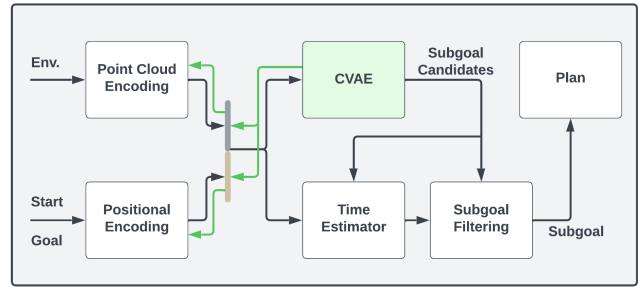 Env.
Point Cloud
Encoding
CVAE
Subgoal
Candidates
Plan
Start
Goal
Positional
Encoding
Time
Estimator
Subgoal
Filtering
Subgoal